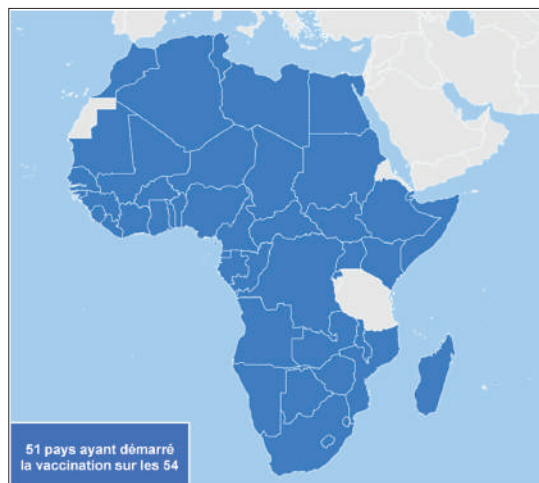 51 pays ayant démarré
la vaccination sur les 54